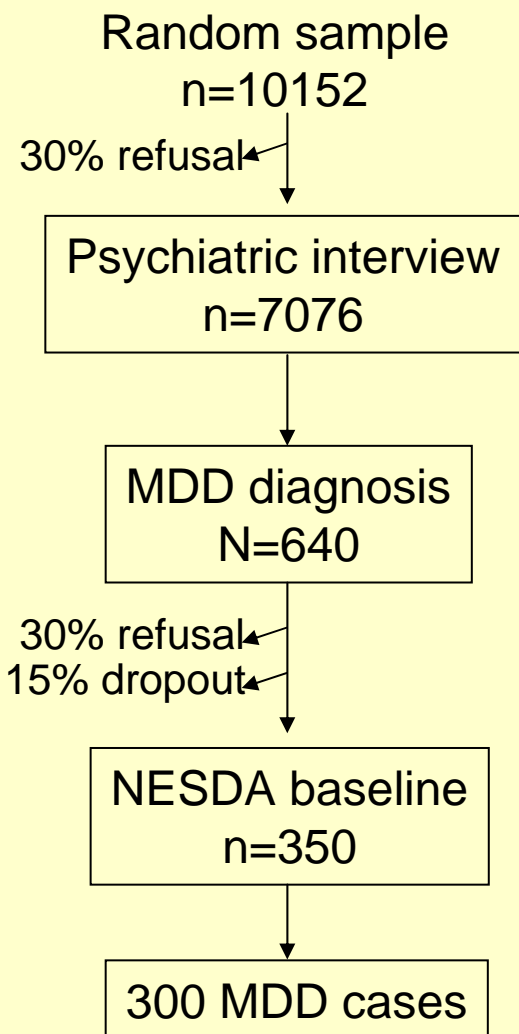 Random sample
n=10152
30% refusal
Psychiatric interview
n=7076
MDD diagnosis
N=640
30% refusal
15% dropout
NESDA baseline
n=350
300 MDD cases